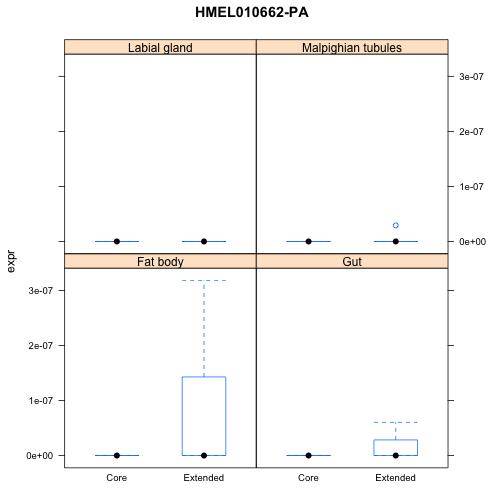 HMEL010662-PA
Labial gland
Malpighian tubules
3e-07
2e-07
1e-07
0e+00
expr
Fat body
Gut
3e-07
2e-07
1e-07
0e+00
Core
Extended
Core
Extended